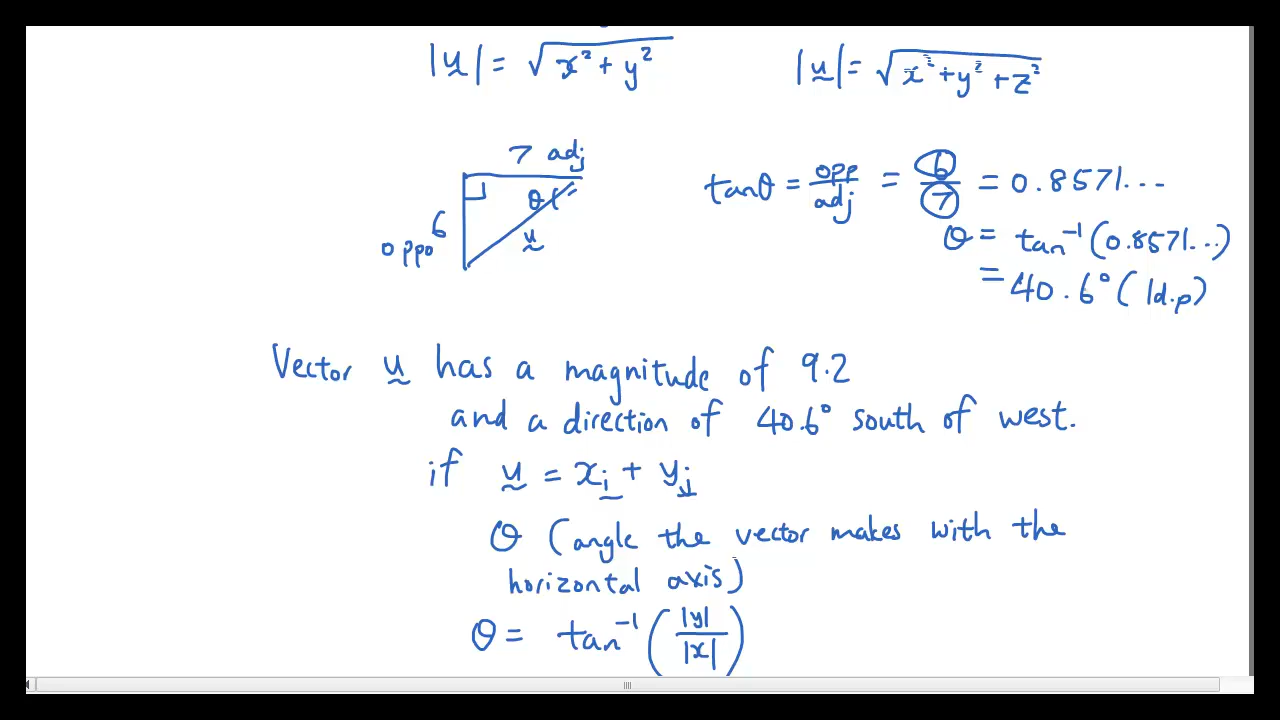 |u| = √x² + y²
|u| = √x² + y² + z²
7 adj
θ
6
oppo
u
tanθ = opp/adj = 6/7 = 0.8571...
θ = tan⁻¹(0.8571...)
= 40.6° (1d.p)
Vector u has a magnitude of 9.2
and a direction of 40.6° south of west.
if u = xi + yj
θ (angle the vector makes with the
horizontal axis)
θ = tan⁻¹(|y|/|x|)